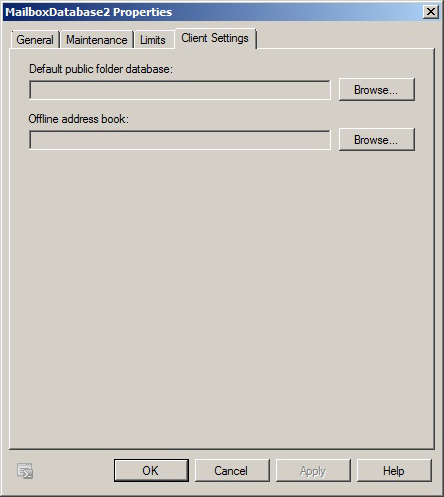 MailboxDatabase2 Properties
General Maintenance Limits Client Settings
Default public folder database:
Browse...
Offline address book:
Browse...
OK Cancel Apply Help